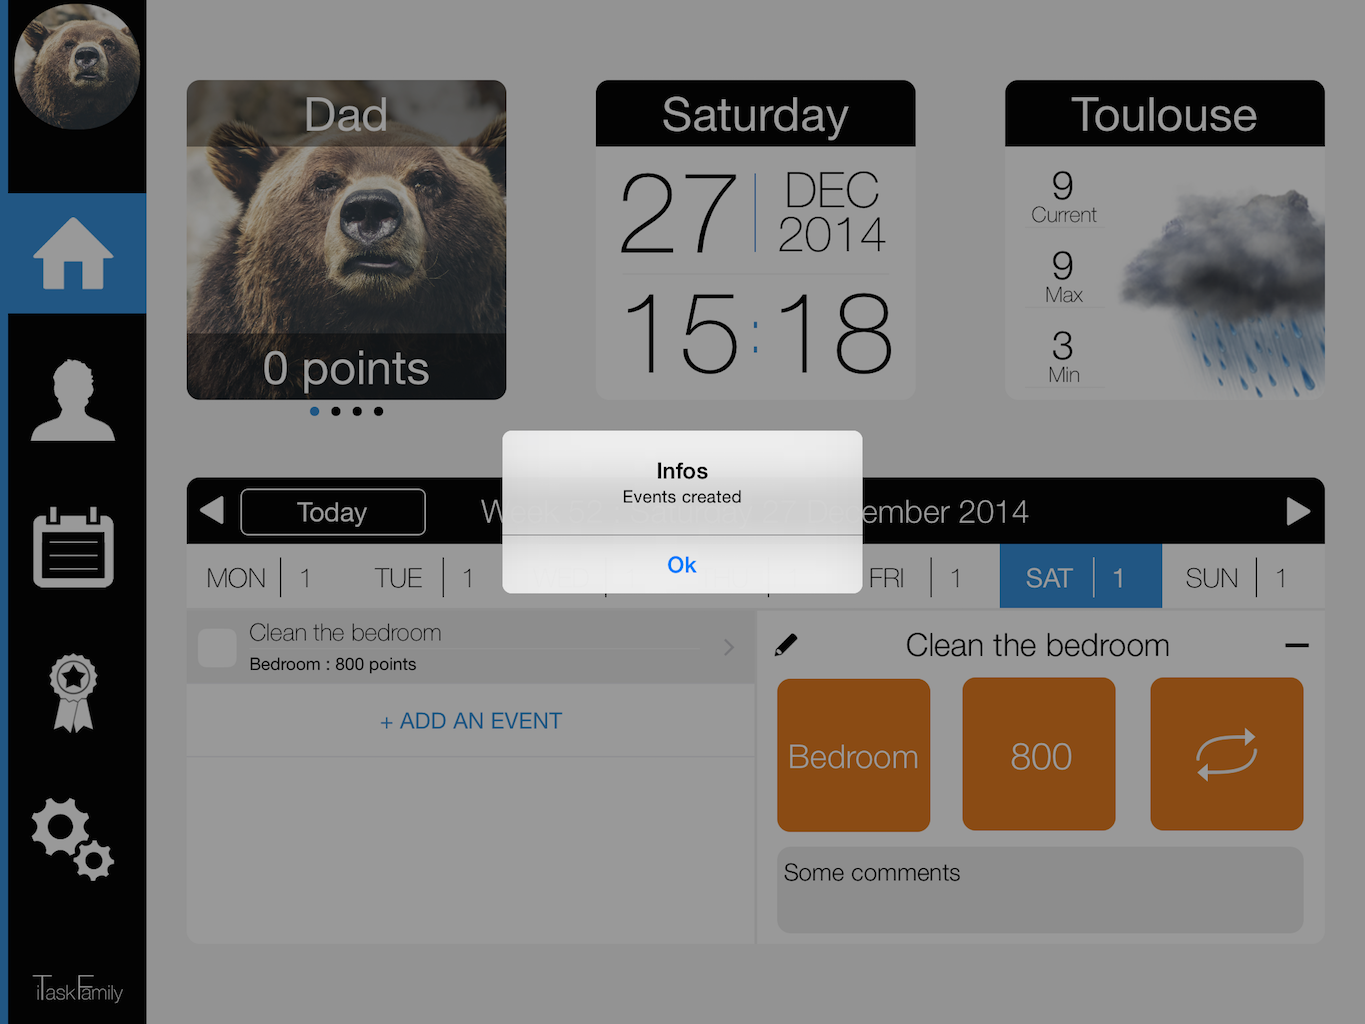 Dad
0 points
Saturday
27
DEC
2014
15:18
Toulouse
9
Current
9
Max
3
Min
Infos
Events created
Ok
Today
ember 2014
MON 1
TUE 1
FRI 1
SAT 1
SUN 1
Clean the bedroom
Bedroom : 800 points
+ ADD AN EVENT
Clean the bedroom
Bedroom
800
Some comments
iTaskFamily